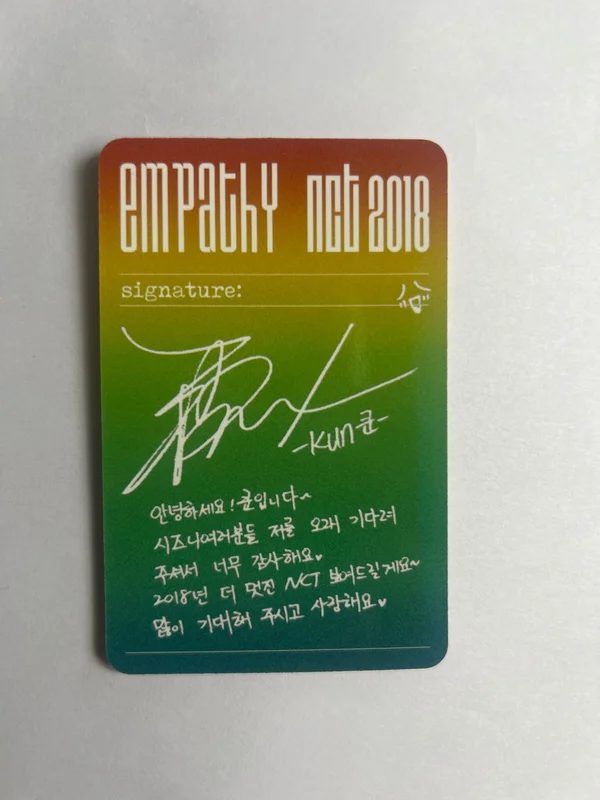 empathy nct 2018
signature:
-KUN 쿤-
안녕하세요! 쿤입니다~
시즈니여러분들 저를 오래 기다려
주셔서 너무 감사해요♥
2018년 더 멋진 NCT 보여드릴게요~
많이 기대해 주시고 사랑해요♥